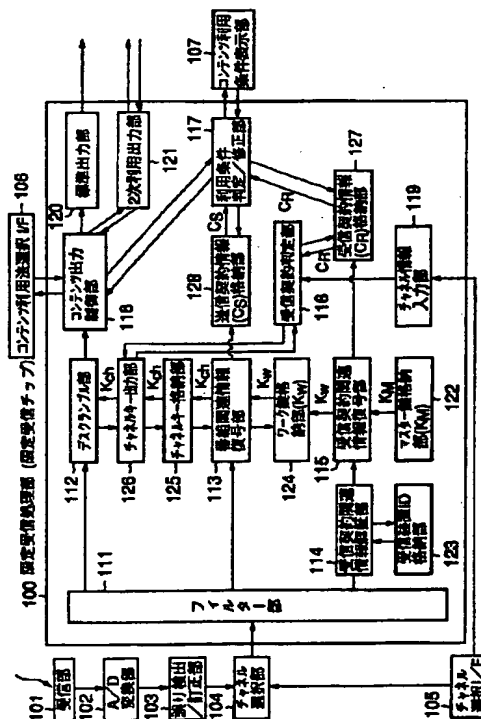 100 限定受信処理部 (限定受信チップ)
101
受信部
102
A/D
変換部
103
誤り検出
/訂正部
104
チャネル
選択部
105
チャネル
選択I/F
コンテンツ利用法選択 I/F
106
111
フィルター部
112
デスクランブル部
Kch
126
チャネルキー出力部
Kch
125
チャネルキー格納部
Kch
113
番組関連情報
復号部
Kw
124
ワーク鍵格
納部(Kw)
Kw
115
受信契約関連
情報復号部
KM
マスター鍵格納
部(KM)
122
114
受信契約関連
情報認証部
受信装置ID
格納部
123
コンテンツ出力
制御部
118
120
標準出力部
2次利用出力部
121
CS
128
送信契約情報
(CS)格納部
受信契約判定部
116
CR
CR
117
利用条件
判定/修正部
107
コンテンツ利用
条件表示部
127
受信契約情報
(CR)格納部
119
チャネル情報
入力部